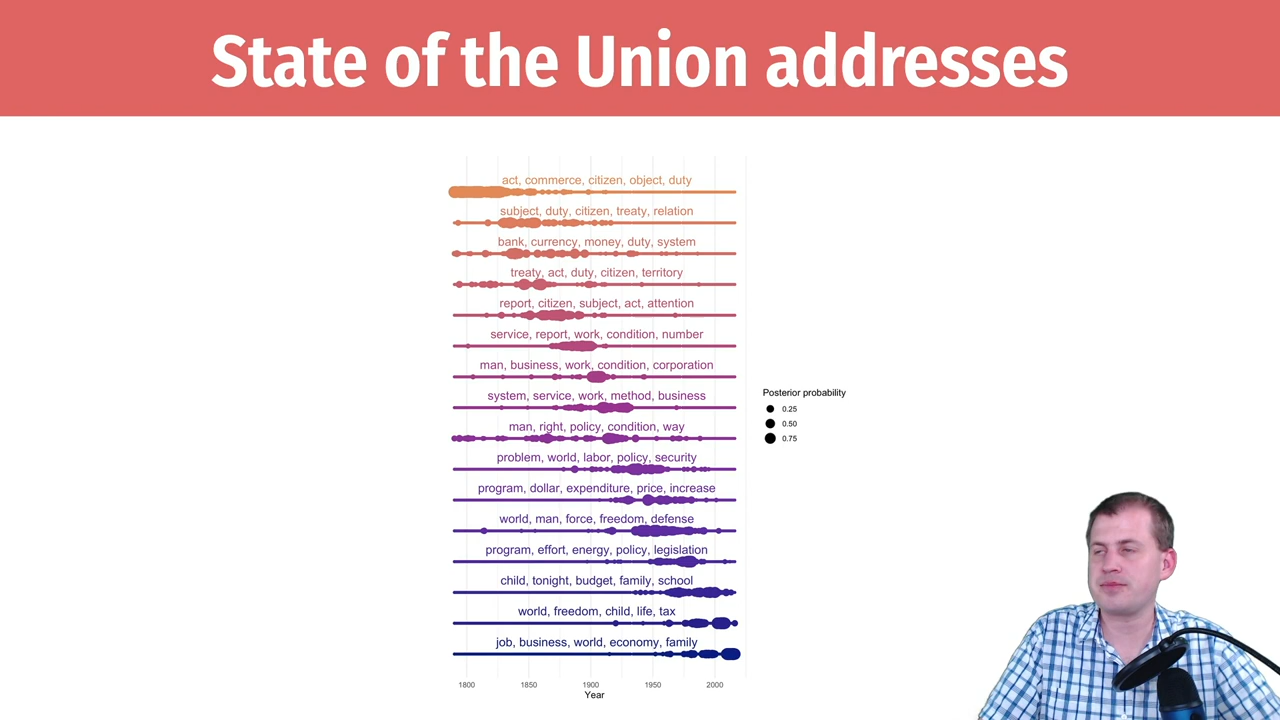 State of the Union addresses
act, commerce, citizen, object, duty
subject, duty, citizen, treaty, relation
bank, currency, money, duty, system
treaty, act, duty, citizen, territory
report, citizen, subject, act, attention
service, report, work, condition, number
man, business, work, condition, corporation
system, service, work, method, business
man, right, policy, condition, way
problem, world, labor, policy, security
program, dollar, expenditure, price, increase
world, man, force, freedom, defense
program, effort, energy, policy, legislation
child, tonight, budget, family, school
world, freedom, child, life, tax
job, business, world, economy, family
1800 1850 1900 1950 2000
Year
Posterior probability
0.25
0.50
0.75